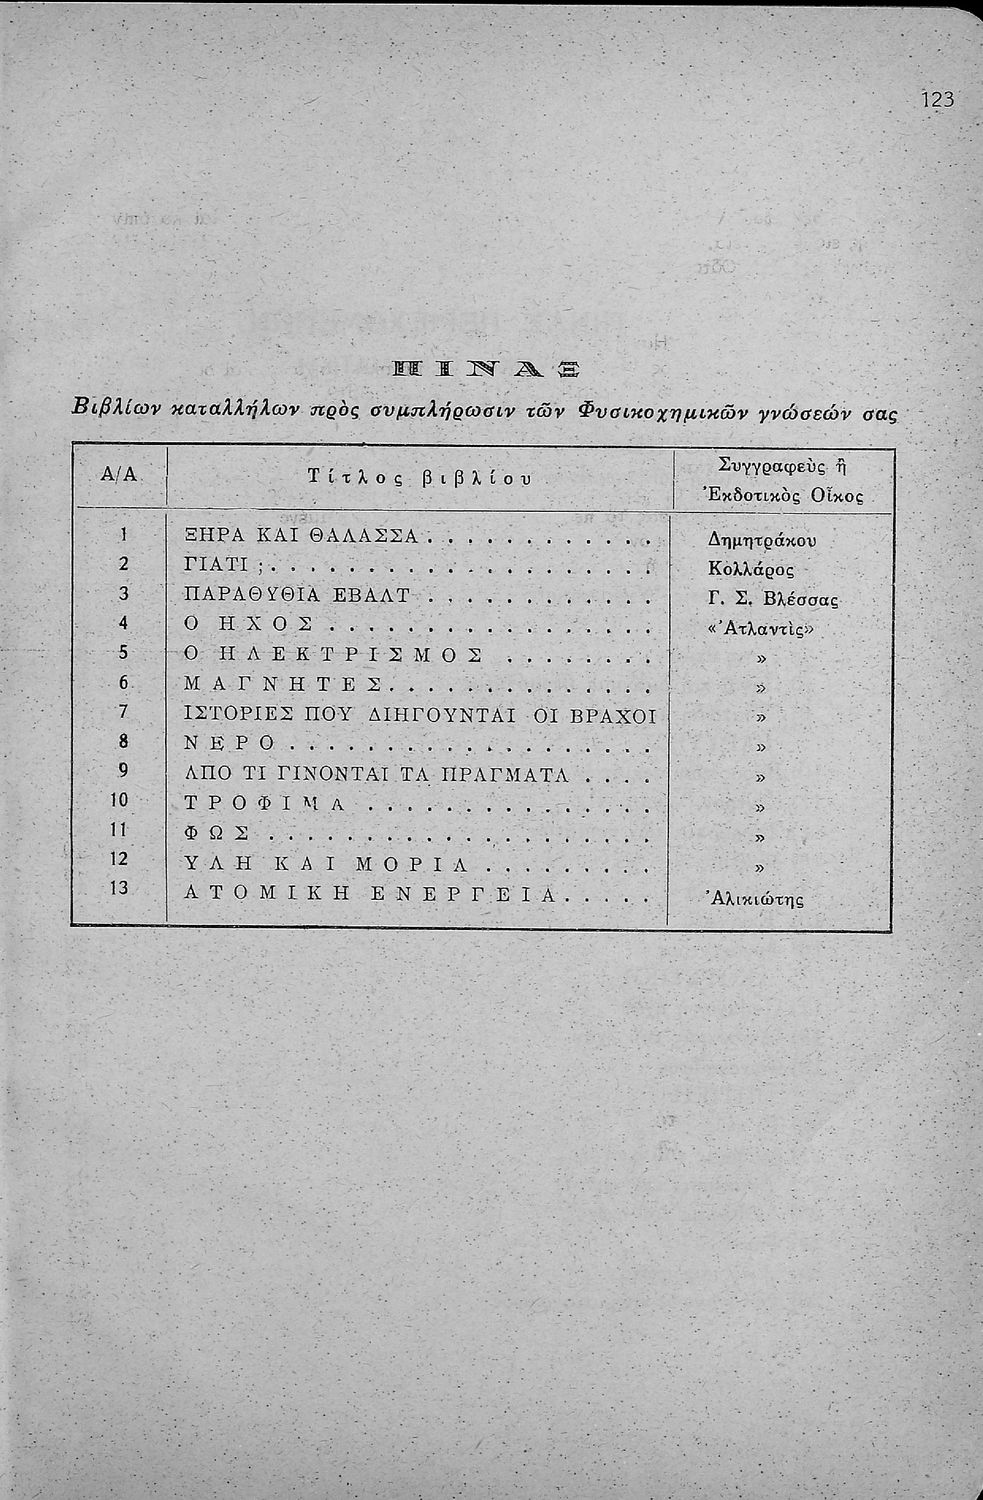 123
ΠΙΝΑΞ
Βιβλίων καταλλήλων πρὸς συμπλήρωσιν τῶν Φυσικοχημικῶν γνώσεών σας
Α/Α Τίτλος βιβλίου Συγγραφεὺς ἢ Ἐκδοτικὸς Οἶκος
1 ΞΗΡΑ ΚΑΙ ΘΑΛΑΣΣΑ . . . . . . . . . . . . Δημητράκου
2 ΓΙΑΤΙ ; . . . . . . . . . . . . . . . . . . . . Κολλάρος
3 ΠΑΡΑΘΥΘΙΑ ΕΒΑΛΤ . . . . . . . . . . . . Γ. Σ. Βλέσσας
4 Ο ΗΧΟΣ . . . . . . . . . . . . . . . . . «Ἀτλαντὶς»
5 Ο ΗΛΕΚΤΡΙΣΜΟΣ . . . . . . . . »
6 ΜΑΓΝΗΤΕΣ . . . . . . . . . . . . . . »
7 ΙΣΤΟΡΙΕΣ ΠΟΥ ΔΙΗΓΟΥΝΤΑΙ ΟΙ ΒΡΑΧΟΙ »
8 ΝΕΡΟ . . . . . . . . . . . . . . . . . . . »
9 ΑΠΟ ΤΙ ΓΙΝΟΝΤΑΙ ΤΑ ΠΡΑΓΜΑΤΑ . . . . »
10 ΤΡΟΦΙΜΑ . . . . . . . . . . . . . . . »
11 ΦΩΣ . . . . . . . . . . . . . . . . . . . . »
12 ΥΛΗ ΚΑΙ ΜΟΡΙΑ . . . . . . . . . »
13 ΑΤΟΜΙΚΗ ΕΝΕΡΓΕΙΑ . . . . . Ἀλικιώτης